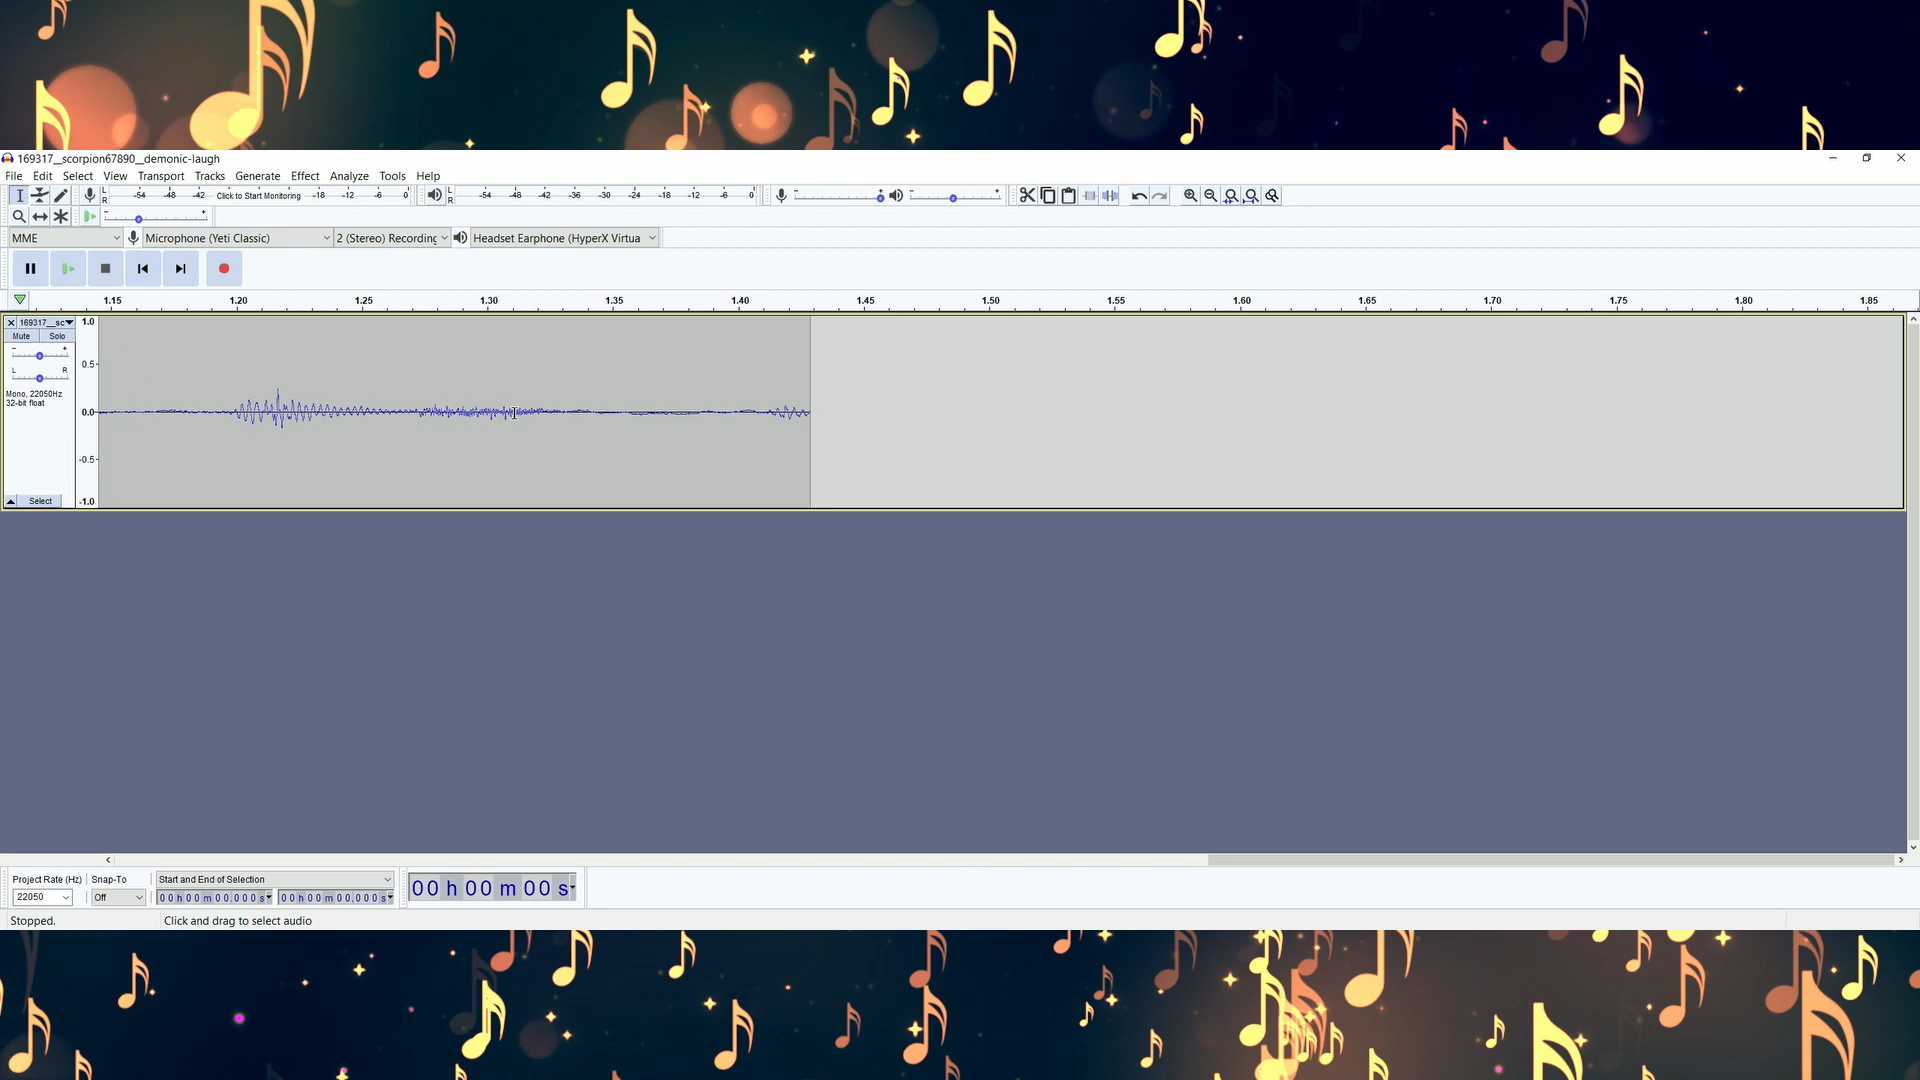 169317__scorpion67890__demonic-laugh
File Edit Select View Transport Tracks Generate Effect Analyze Tools Help
L R -54 -48 -42 Click to Start Monitoring -18 -12 -6 0 L R -54 -48 -42 -36 -30 -24 -18 -12 -6 0 - + - +
- +
MME Microphone (Yeti Classic) 2 (Stereo) Recording Headset Earphone (HyperX Virtua
1.15 1.20 1.25 1.30 1.35 1.40 1.45 1.50 1.55 1.60 1.65 1.70 1.75 1.80 1.85
169317__sc 1.0
Mute Solo
- +
0.5
L R
Mono, 22050Hz
32-bit float
0.0
-0.5
Select -1.0
Project Rate (Hz) Snap-To Start and End of Selection
22050 Off 00 h 00 m 00.000 s 00 h 00 m 00.000 s 00 h 00 m 00 s
Stopped. Click and drag to select audio